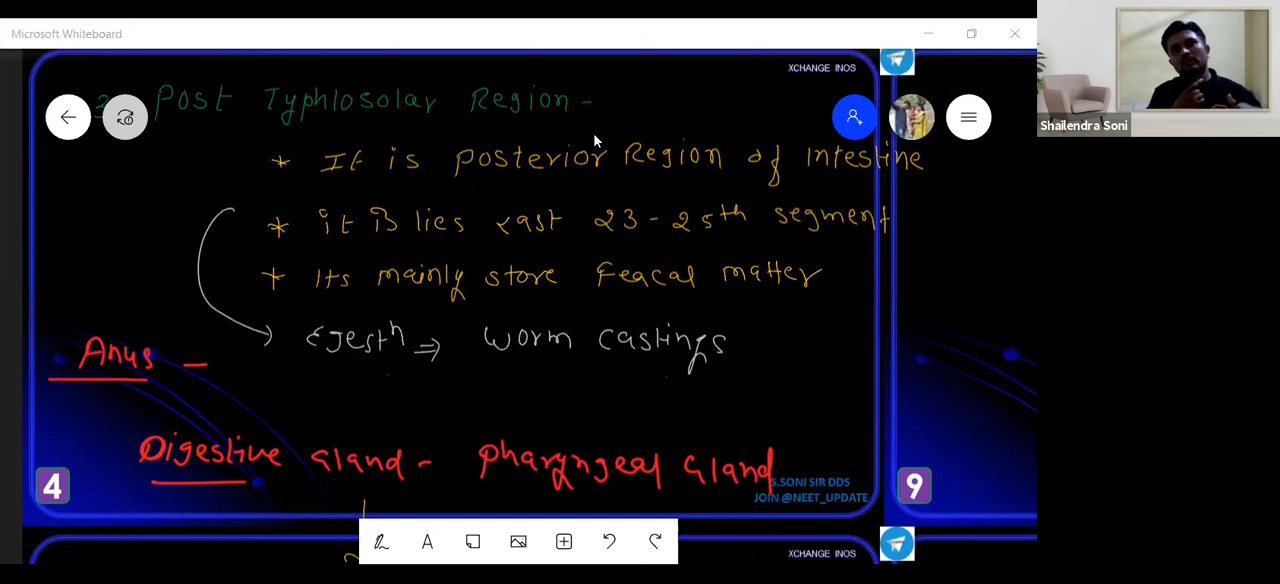 Microsoft Whiteboard
XCHANGE INOS
Post Typhlosolar Region -
* It is posterior Region of Intestine
* it is lies Last 23 - 25th segment
* Its mainly store Feacal matter
Ejestn ⇒ worm castings
Anus -
Digestive Gland - Pharyngeal Gland
S.SONI SIR DDS
JOIN @NEET_UPDATE
4
9
XCHANGE INOS
Shailendra Soni